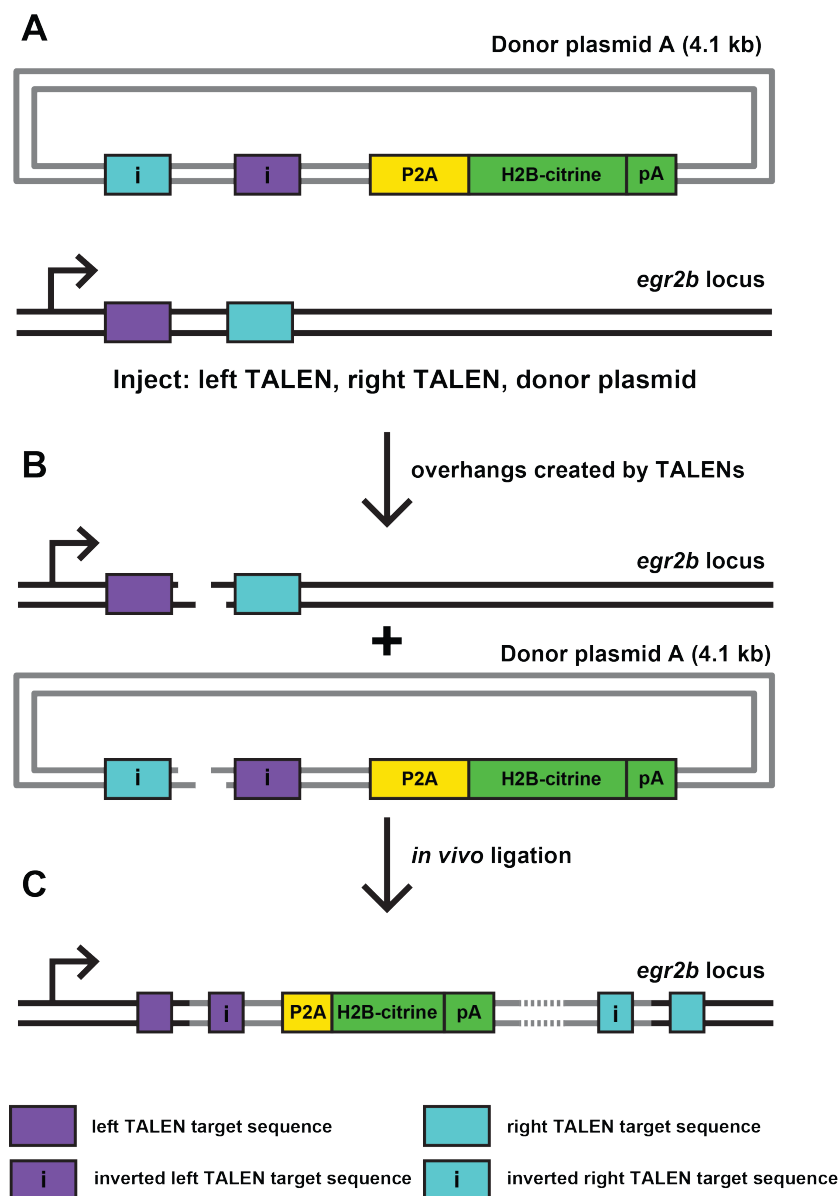 A
Donor plasmid A (4.1 kb)
i i P2A H2B-citrine pA
egr2b locus
Inject: left TALEN, right TALEN, donor plasmid
B
overhangs created by TALENs
egr2b locus
+
Donor plasmid A (4.1 kb)
i i P2A H2B-citrine pA
in vivo ligation
C
egr2b locus
i P2A H2B-citrine pA i
left TALEN target sequence
right TALEN target sequence
i inverted left TALEN target sequence
i inverted right TALEN target sequence